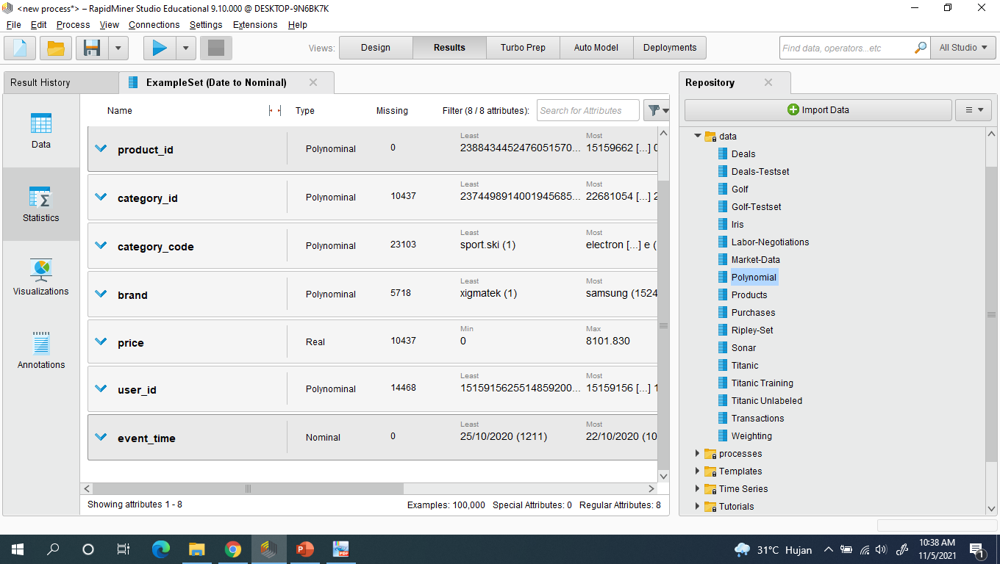 <new process*> – RapidMiner Studio Educational 9.10.000 @ DESKTOP-9N6BK7K
File Edit Process View Connections Settings Extensions Help
Views: Design Results Turbo Prep Auto Model Deployments Find data, operators...etc All Studio
Result History ExampleSet (Date to Nominal)
Name Type Missing Filter (8 / 8 attributes): Search for Attributes
Data
Statistics
Visualizations
Annotations
product_id Polynominal 0 Least Most
2388434452476051570... 15159662 [...] 0
category_id Polynominal 10437 Least Most
2374498914001945685... 22681054 [...] 2
category_code Polynominal 23103 Least Most
sport.ski (1) electron [...] e (
brand Polynominal 5718 Least Most
xigmatek (1) samsung (1524
price Real 10437 Min Max
0 8101.830
user_id Polynominal 14468 Least Most
1515915625514859200... 15159156 [...] 1
event_time Nominal 0 Least Most
25/10/2020 (1211) 22/10/2020 (10
Showing attributes 1 - 8 Examples: 100,000 Special Attributes: 0 Regular Attributes: 8
Repository
Import Data
data
Deals
Deals-Testset
Golf
Golf-Testset
Iris
Labor-Negotiations
Market-Data
Polynomial
Products
Purchases
Ripley-Set
Sonar
Titanic
Titanic Training
Titanic Unlabeled
Transactions
Weighting
processes
Templates
Time Series
Tutorials
31°C Hujan
10:38 AM
11/5/2021
1